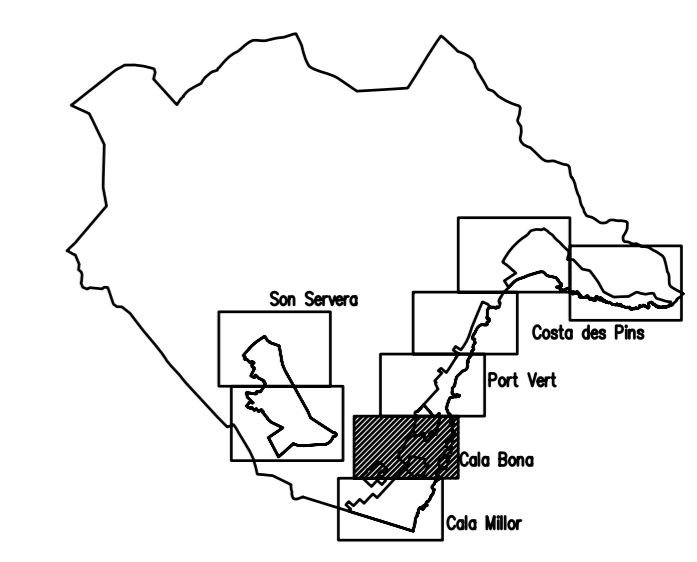 Son Servera
Costa des Pins
Port Vert
Cala Bona
Cala Millor